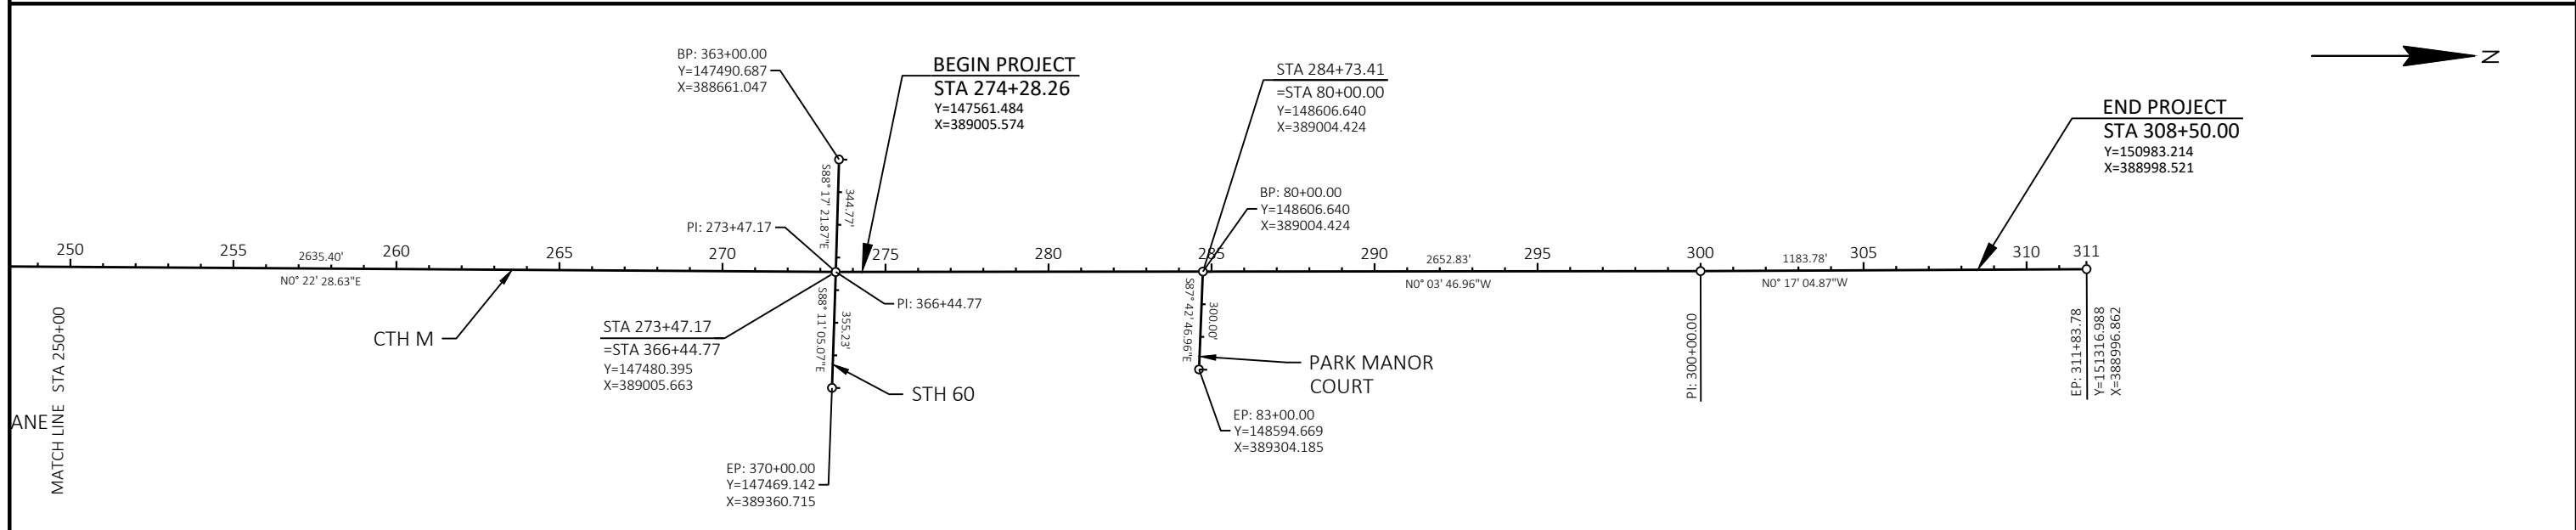 BP: 363+00.00
Y=147490.687
X=388661.047
BEGIN PROJECT
STA 274+28.26
Y=147561.484
X=389005.574
STA 284+73.41
=STA 80+00.00
Y=148606.640
X=389004.424
END PROJECT
STA 308+50.00
Y=150983.214
X=388998.521
N
BP: 80+00.00
Y=148606.640
X=389004.424
S88° 17' 21.87"E
344.77'
PI: 273+47.17
250
255
2635.40'
260
265
270
275
280
285
290
2652.83'
295
300
1183.78'
305
310
311
N0° 22' 28.63"E
N0° 03' 46.96"W
N0° 17' 04.87"W
PI: 366+44.77
S88° 11' 05.07"E
355.23'
S87° 42' 46.96"E
300.00'
STA 273+47.17
=STA 366+44.77
Y=147480.395
X=389005.663
CTH M
STH 60
PARK MANOR
COURT
PI: 300+00.00
EP: 311+83.78
Y=151316.988
X=388996.862
ANE
MATCH LINE STA 250+00
EP: 83+00.00
Y=148594.669
X=389304.185
EP: 370+00.00
Y=147469.142
X=389360.715